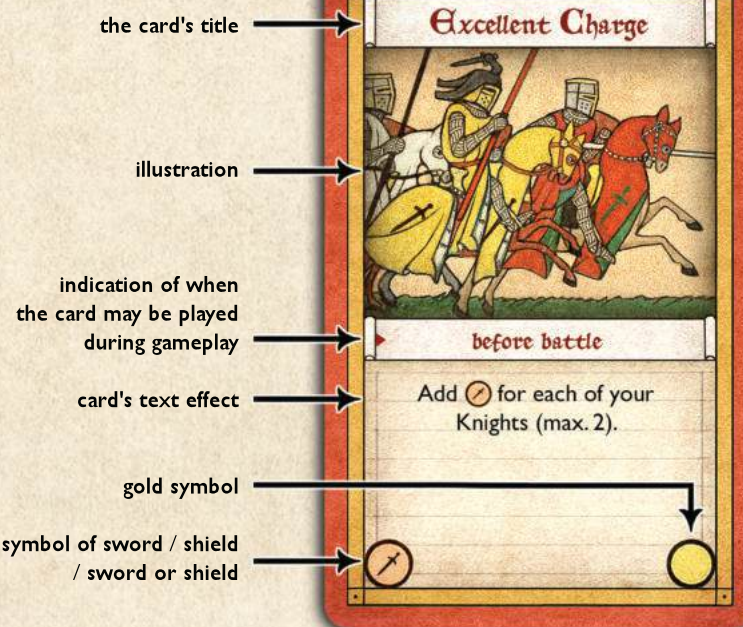 the card's title
Excellent Charge
illustration
indication of when
the card may be played
during gameplay
before battle
card's text effect
Add for each of your
Knights (max. 2).
gold symbol
symbol of sword / shield
/ sword or shield